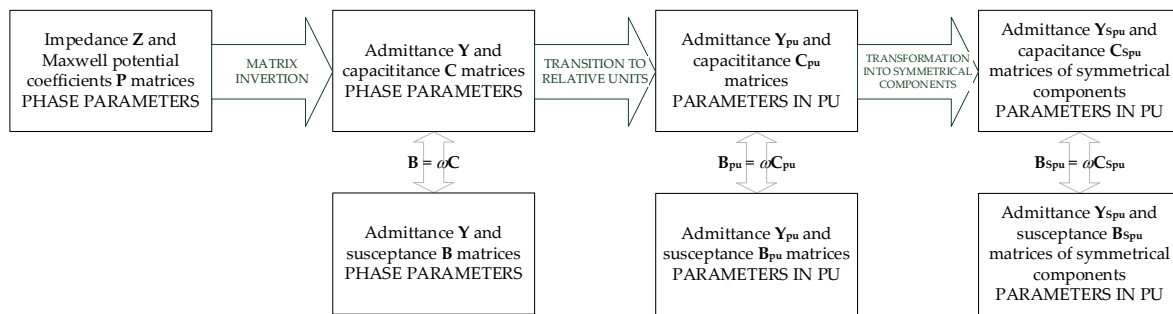 Impedance Z and
Maxwell potential
coefficients P matrices
PHASE PARAMETERS
MATRIX
INVERTION
Admittance Y and
capacititance C matrices
PHASE PARAMETERS
TRANSITION TO
RELATIVE UNITS
Admittance Ypu and
capacititance Cpu
matrices
PARAMETERS IN PU
TRANSFORMATION
INTO SYMMETRICAL
COMPONENTS
Admittance YSpu and
capacitance CSpu
matrices of symmetrical
components
PARAMETERS IN PU
B = ωC
Bpu = ωCpu
BSpu = ωCSpu
Admittance Y and
susceptance B matrices
PHASE PARAMETERS
Admittance Ypu and
susceptance Bpu matrices
PARAMETERS IN PU
Admittance YSpu and
susceptance BSpu
matrices of symmetrical
components
PARAMETERS IN PU